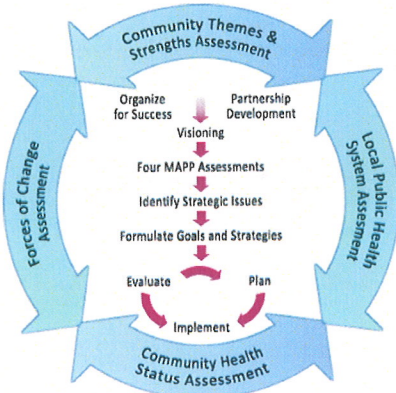 Community Themes &
Strengths Assessment
Organize
for Success
Partnership
Development
Visioning
Four MAPP Assessments
Identify Strategic Issues
Formulate Goals and Strategies
Evaluate
Plan
Implement
Forces of Change
Assessment
Local Public Health
System Assesment
Community Health
Status Assessment